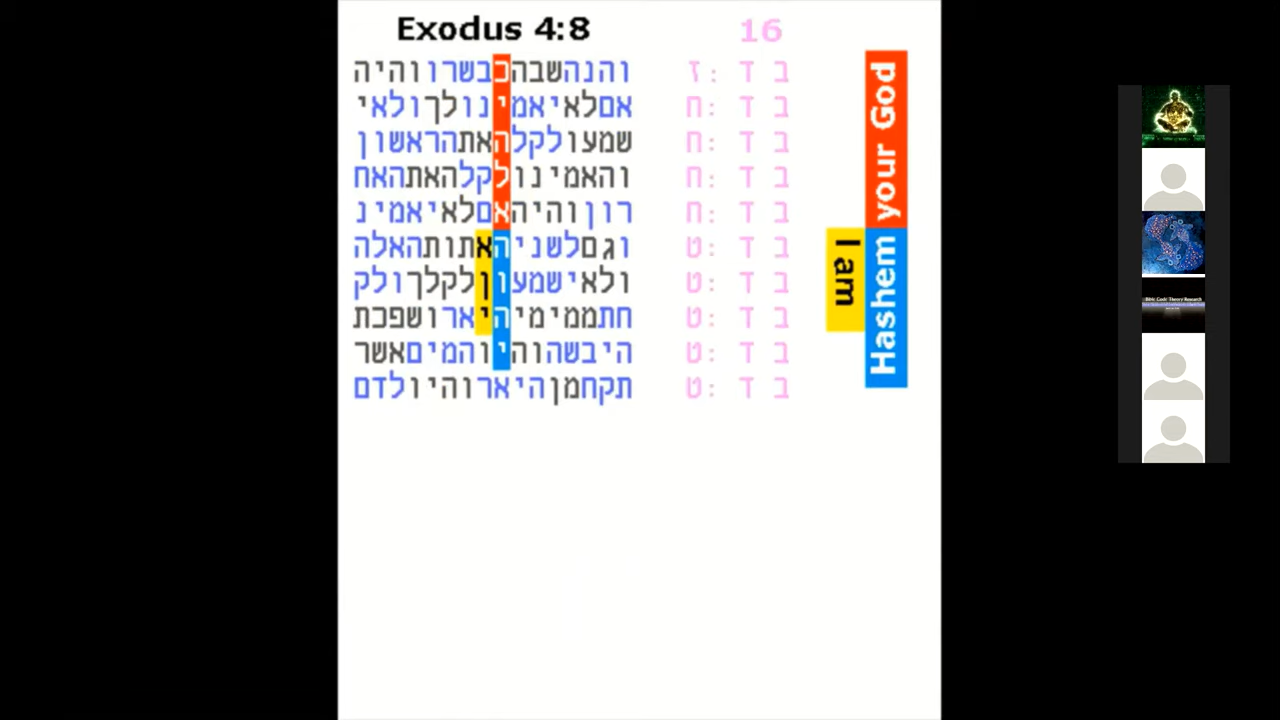 Exodus 4:8
16
והנהשבהכבשרווהיה ב ד :ז
אםלאיאמינולךולאי ב ד :ח
שמעולקלהאתהראשון ב ד :ח
והאמינולקלהאתהאח ב ד :ח
רוןוהיהאםלאיאמינ ב ד :ח
וגםלשניהאתותהאלה ב ד :ט
ולאישמעוןלקלךולק ב ד :ט
חתממימיהיארושפכת ב ד :ט
היבשהוהיוהמיםאשר ב ד :ט
תקחמןהיארוהיולדם ב ד :ט
Hashem your God
I am